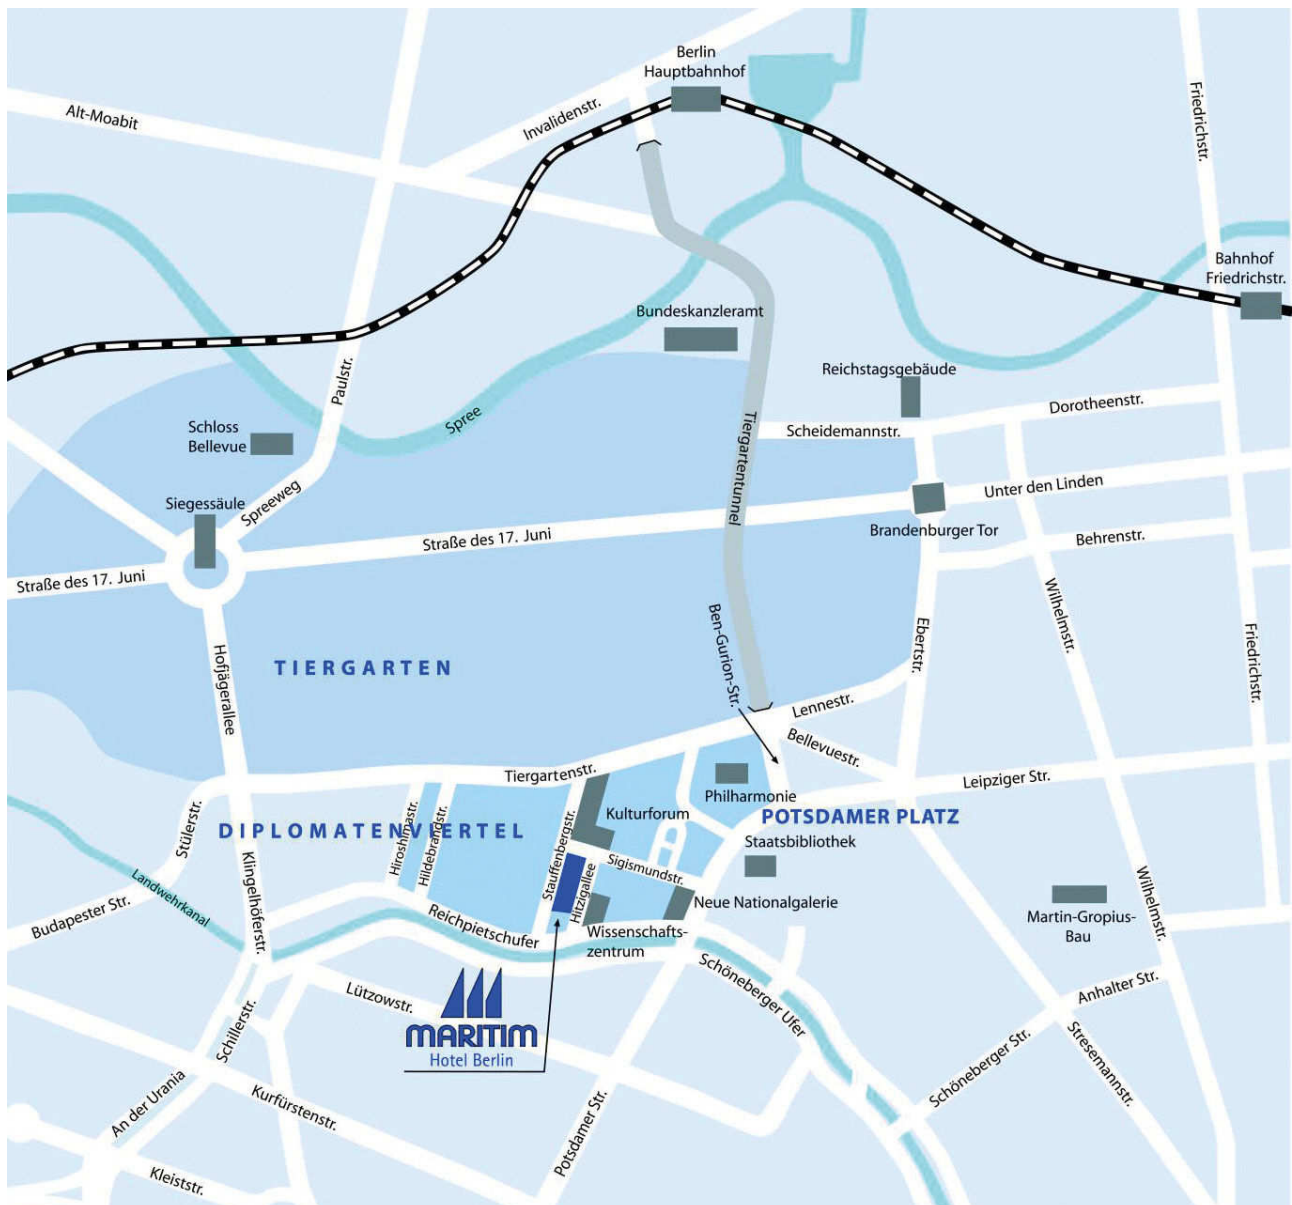 Berlin
Hauptbahnhof
Alt-Moabit
Invalidenstr.
Friedrichstr.
Bahnhof
Friedrichstr.
Bundeskanzleramt
Paulstr.
Reichstagsgebäude
Dorotheenstr.
Schloss
Bellevue
Spree
Scheidemannstr.
Tiergartentunnel
Siegessäule
Spreeweg
Unter den Linden
Straße des 17. Juni
Brandenburger Tor
Behrenstr.
Straße des 17. Juni
Ben-Gurion-Str.
Wilhelmstr.
Ebertstr.
Friedrichstr.
Hofjägerallee
TIERGARTEN
Lennestr.
Bellevuestr.
Tiergartenstr.
Leipziger Str.
Philharmonie
Kulturforum
POTSDAMER PLATZ
Stülerstr.
DIPLOMATENVIERTEL
Hiroshimastr.
Hildebrandstr.
Stauffenbergstr.
Hitzigallee
Sigismundstr.
Staatsbibliothek
Klingelhöferstr.
Landwehrkanal
Budapester Str.
Reichpietschufer
Neue Nationalgalerie
Wissenschafts-
zentrum
Martin-Gropius-
Bau
Wilhelmstr.
Schöneberger Ufer
Anhalter Str.
Lützowstr.
MARITIM
Hotel Berlin
Schillerstr.
Schöneberger Str.
Stresemannstr.
An der Urania
Kurfürstenstr.
Potsdamer Str.
Kleiststr.